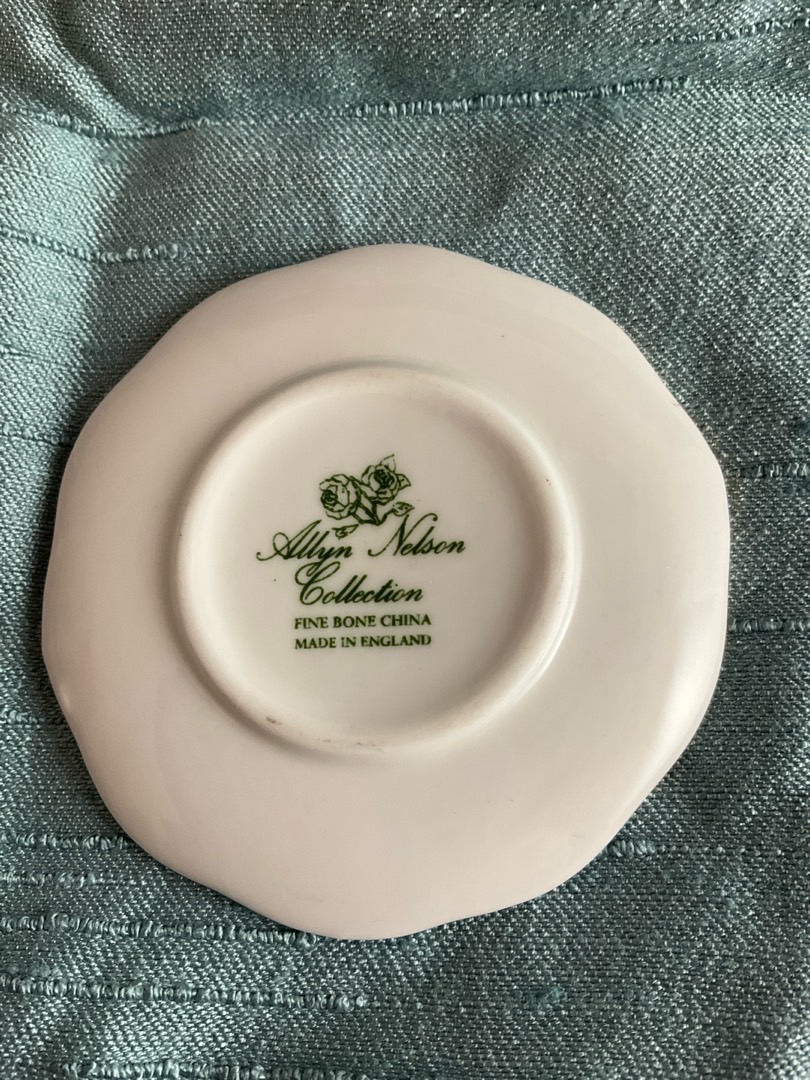 Allyn Nelson
Collection
FINE BONE CHINA
MADE IN ENGLAND